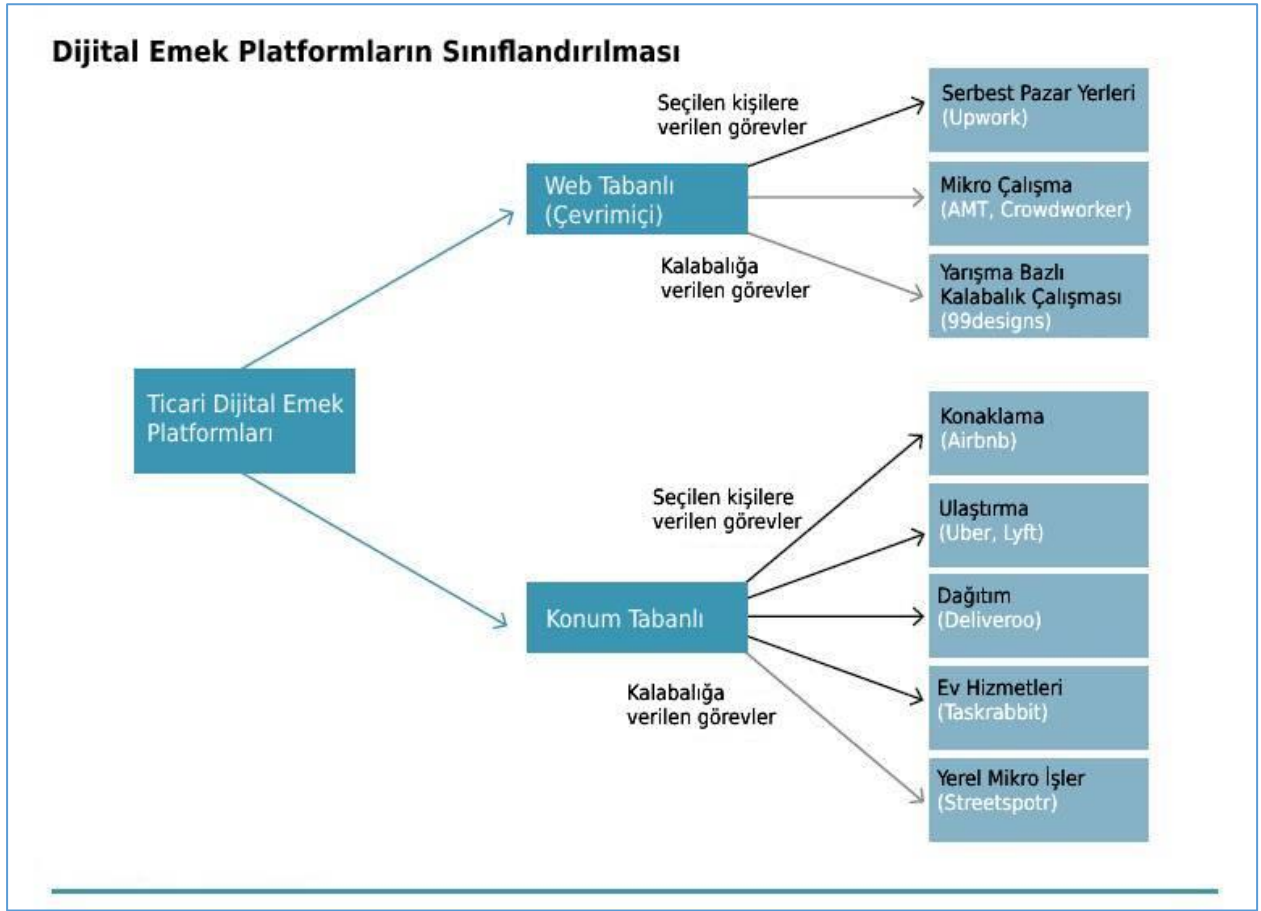 Dijital Emek Platformların Sınıflandırılması
Seçilen kişilere
verilen görevler
Serbest Pazar Yerleri
(Upwork)
Web Tabanlı
(Çevrimiçi)
Mikro Çalışma
(AMT, Crowdworker)
Kalabalığa
verilen görevler
Yarışma Bazlı
Kalabalık Çalışması
(99designs)
Ticari Dijital Emek
Platformları
Konaklama
(Airbnb)
Seçilen kişilere
verilen görevler
Ulaştırma
(Uber, Lyft)
Konum Tabanlı
Dağıtım
(Deliveroo)
Kalabalığa
verilen görevler
Ev Hizmetleri
(Taskrabbit)
Yerel Mikro İşler
(Streetspotr)